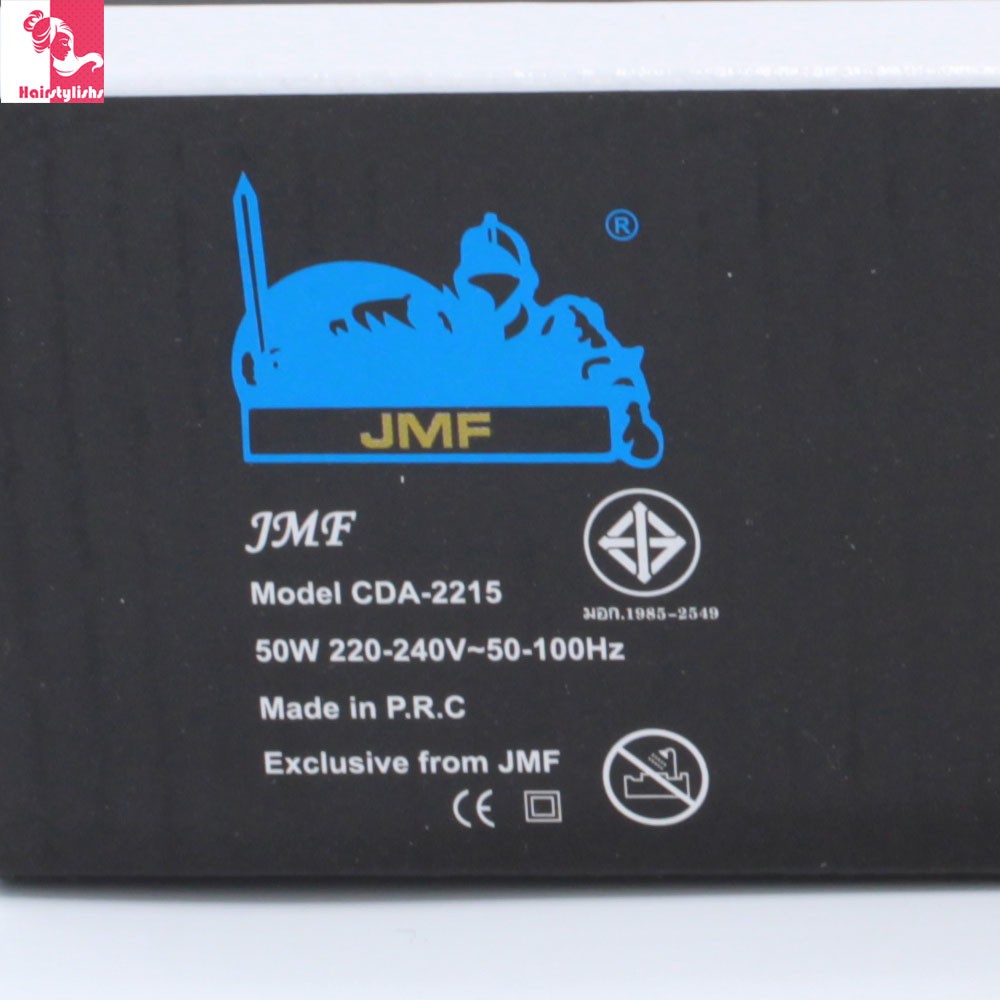 Hairstylishs
®
JMF
JMF
Model CDA-2215
มอก.1985-2549
50W 220-240V~50-100Hz
Made in P.R.C
Exclusive from JMF
CE